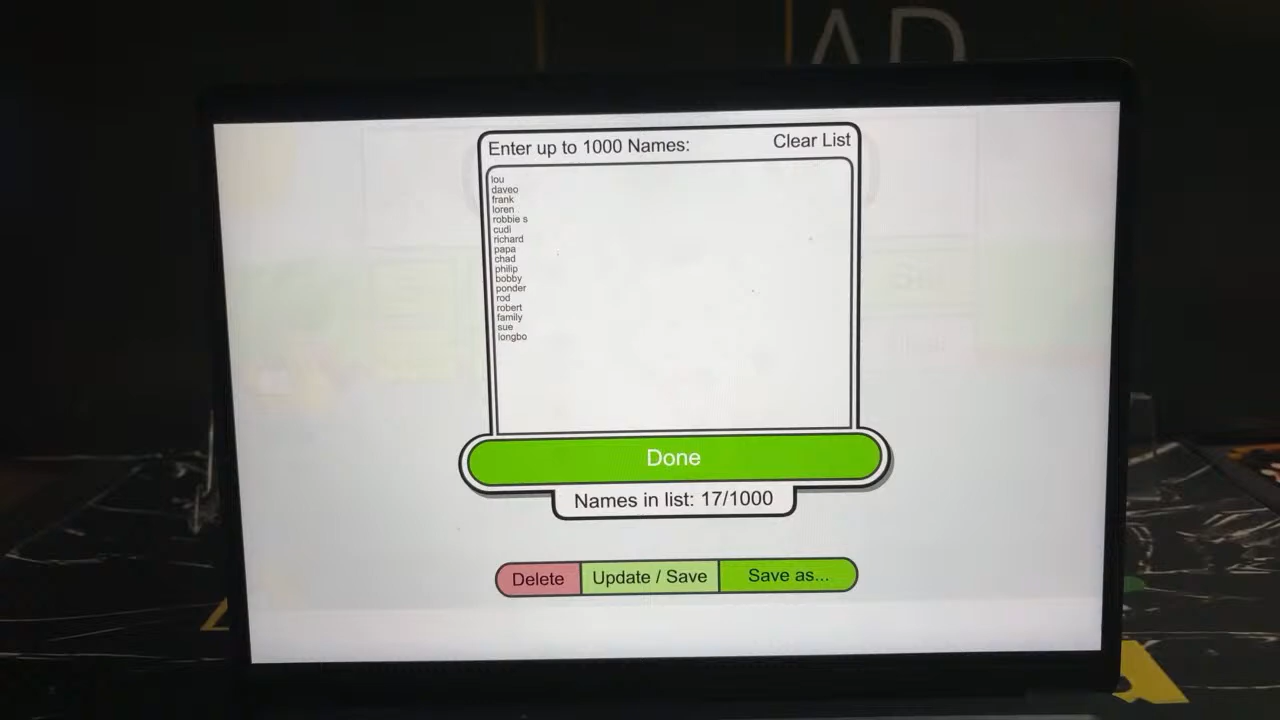 AD
Enter up to 1000 Names: Clear List
lou
daveo
frank
loren
robbie s
cudi
richard
papa
chad
philip
bobby
ponder
rod
robert
family
sue
longbo
Done
Names in list: 17/1000
Delete Update / Save Save as...